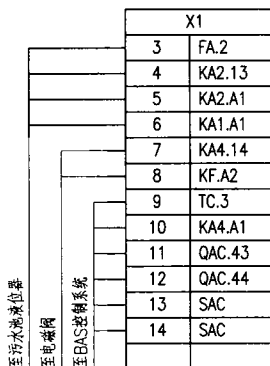 X1
3 FA.2
4 KA2.13
5 KA2.A1
6 KA1.A1
7 KA4.14
8 KF.A2
9 TC.3
10 KA4.A1
11 QAC.43
12 QAC.44
13 SAC
14 SAC
至污水池液位器
至电磁阀
至BAS控制系统